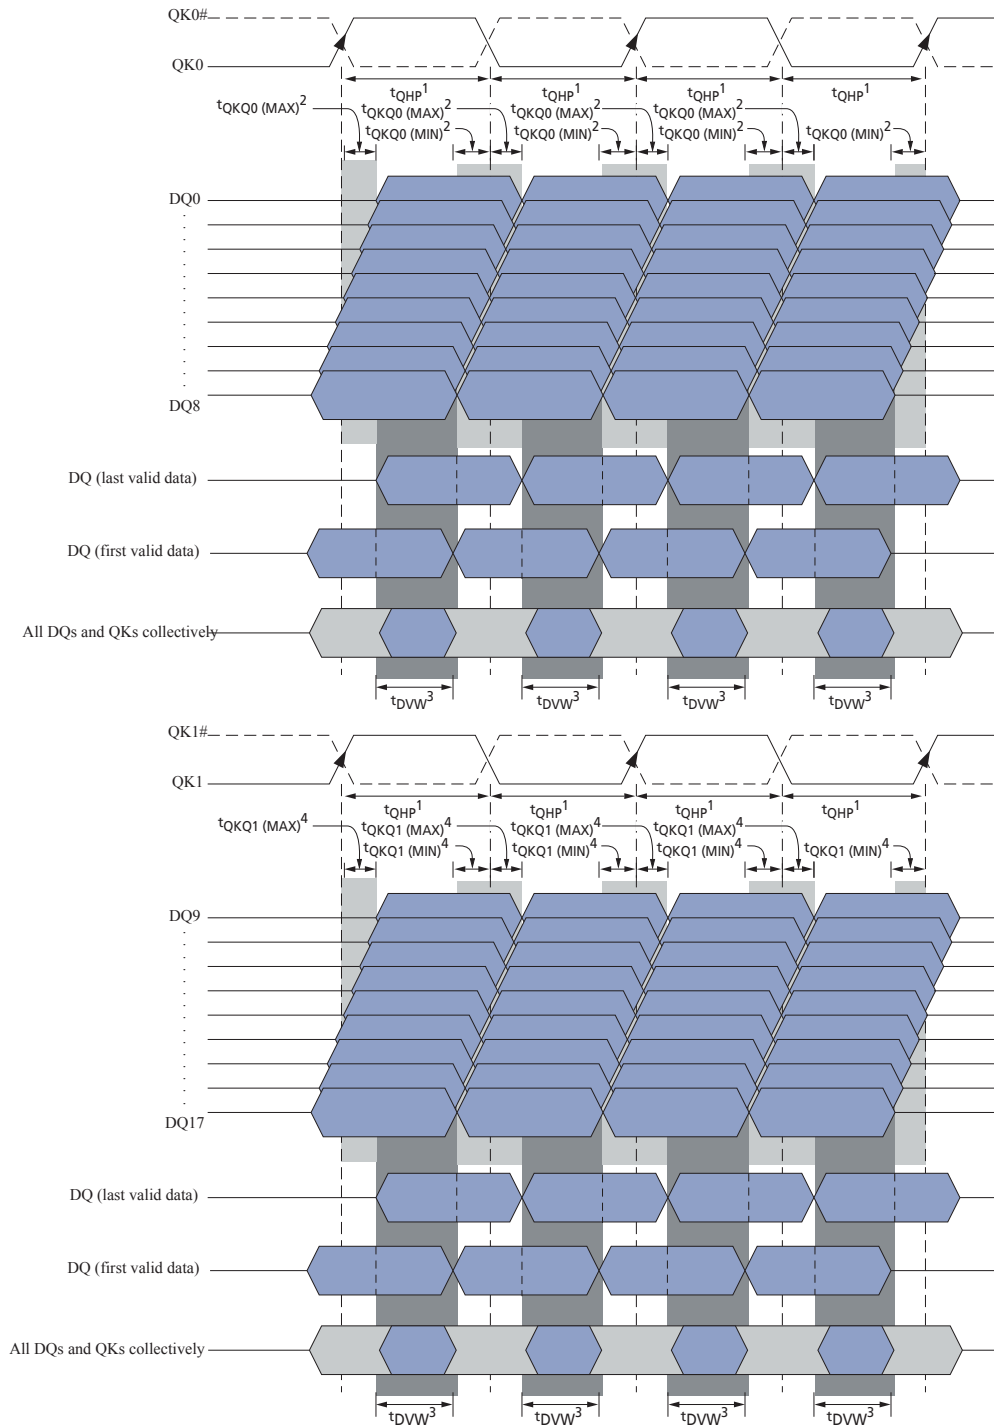 QK0#
QK0
tQHP1 tQHP1 tQHP1 tQHP1
tQKQ0 (MAX)2 tQKQ0 (MAX)2 tQKQ0 (MAX)2 tQKQ0 (MAX)2
tQKQ0 (MIN)2 tQKQ0 (MIN)2 tQKQ0 (MIN)2 tQKQ0 (MIN)2
DQ0
DQ8
DQ (last valid data)
DQ (first valid data)
All DQs and QKs collectively
tDVW3 tDVW3 tDVW3 tDVW3
QK1#
QK1
tQHP1 tQHP1 tQHP1 tQHP1
tQKQ1 (MAX)4 tQKQ1 (MAX)4 tQKQ1 (MAX)4 tQKQ1 (MAX)4
tQKQ1 (MIN)4 tQKQ1 (MIN)4 tQKQ1 (MIN)4 tQKQ1 (MIN)4
DQ9
DQ17
DQ (last valid data)
DQ (first valid data)
All DQs and QKs collectively
tDVW3 tDVW3 tDVW3 tDVW3